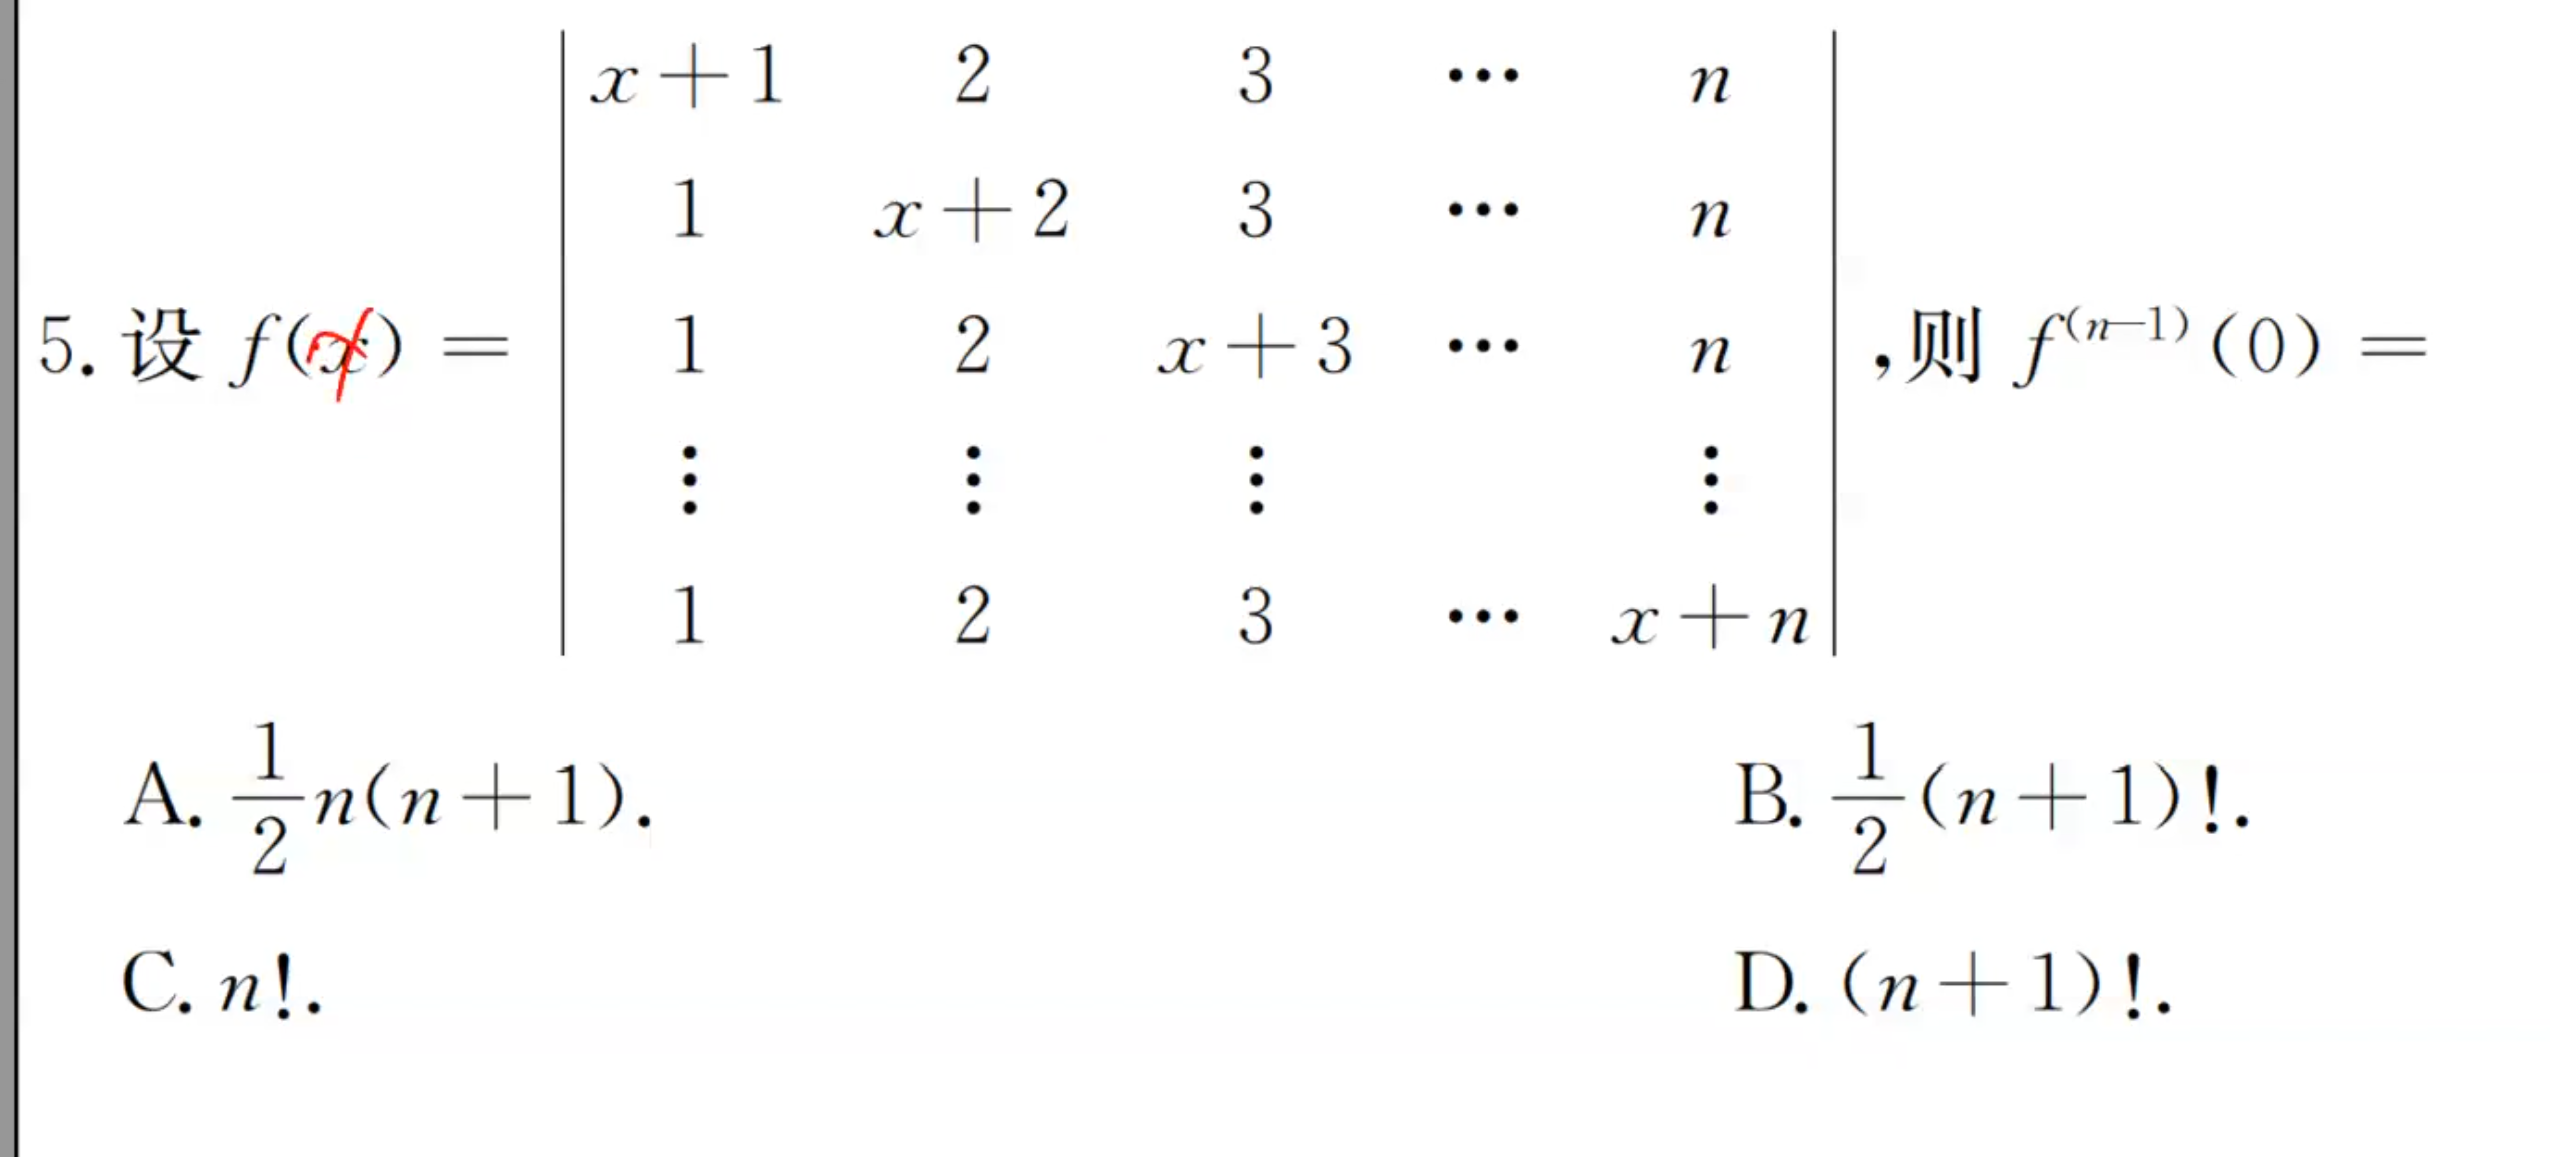 x+1 2 3 ⋯ n
1 x+2 3 ⋯ n
5. 设 f(x) = 1 2 x+3 ⋯ n ,则 f⁽ⁿ⁻¹⁾(0) =
⋮ ⋮ ⋮ ⋮
1 2 3 ⋯ x+n
A. 1/2 n(n+1). B. 1/2 (n+1)!.
C. n!. D. (n+1)!.